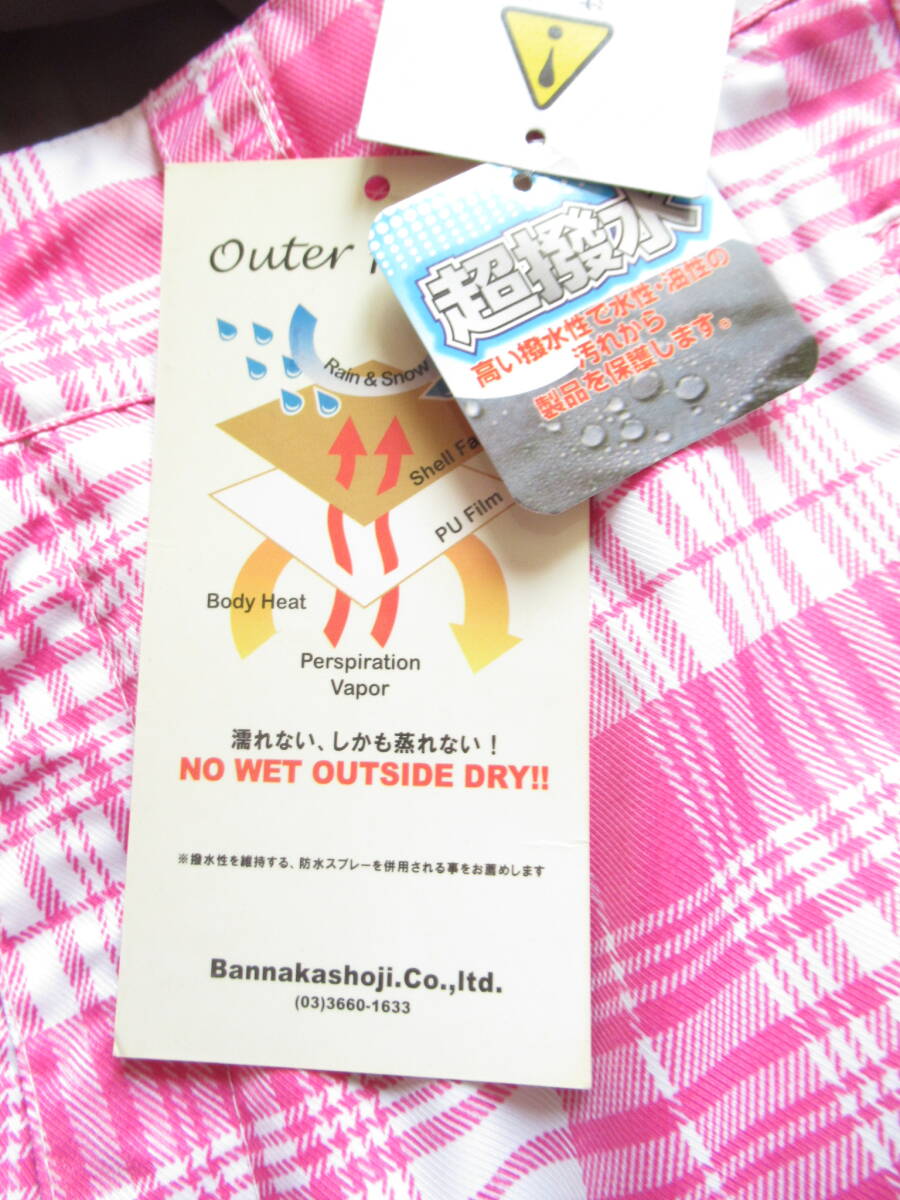 Outer
Rain & Snow
Shell
PU Film
Body Heat
Perspiration
Vapor
濡れない、しかも蒸れない！
NO WET OUTSIDE DRY!!
※撥水性を維持する、防水スプレーを併用される事をお薦めします
Bannakashoji.Co.,ltd.
(03)3660-1633
超撥水
高い撥水性で水性・油性の
汚れから
製品を保護します。